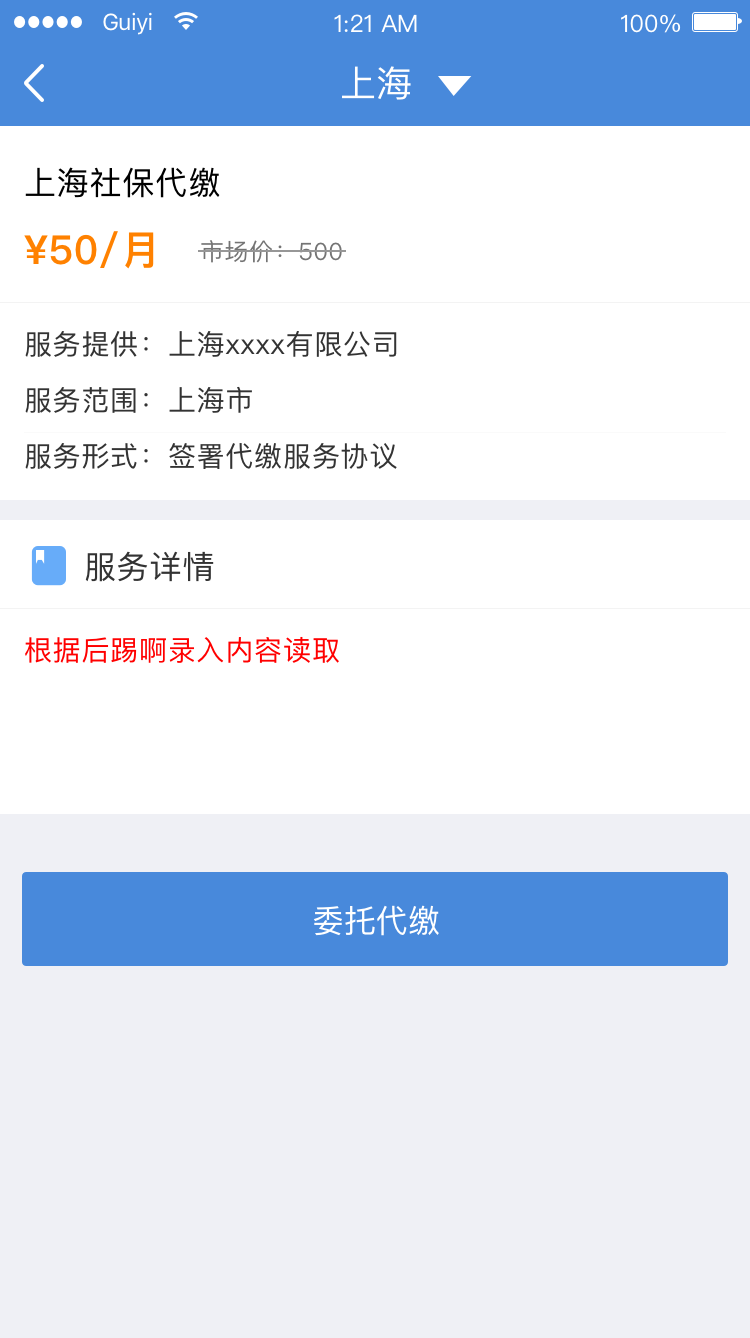 Guiyi 1:21 AM 100%
上海
上海社保代缴
¥50/月 市场价：500
服务提供：上海xxxx有限公司
服务范围：上海市
服务形式：签署代缴服务协议
服务详情
根据后踢啊录入内容读取
委托代缴